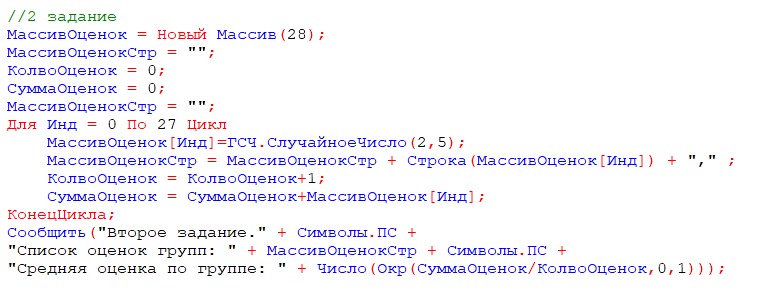 //2 задание
МассивОценок = Новый Массив(28);
МассивОценокСтр = "";
КолвоОценок = 0;
СуммаОценок = 0;
МассивОценокСтр = "";
Для Инд = 0 По 27 Цикл
    МассивОценок[Инд]=ГСЧ.СлучайноеЧисло(2,5);
    МассивОценокСтр = МассивОценокСтр + Строка(МассивОценок[Инд]) + "," ;
    КолвоОценок = КолвоОценок+1;
    СуммаОценок = СуммаОценок+МассивОценок[Инд];
КонецЦикла;
Сообщить("Второе задание." + Символы.ПС +
"Список оценок групп: " + МассивОценокСтр + Символы.ПС +
"Средняя оценка по группе: " + Число(Окр(СуммаОценок/КолвоОценок,0,1)));